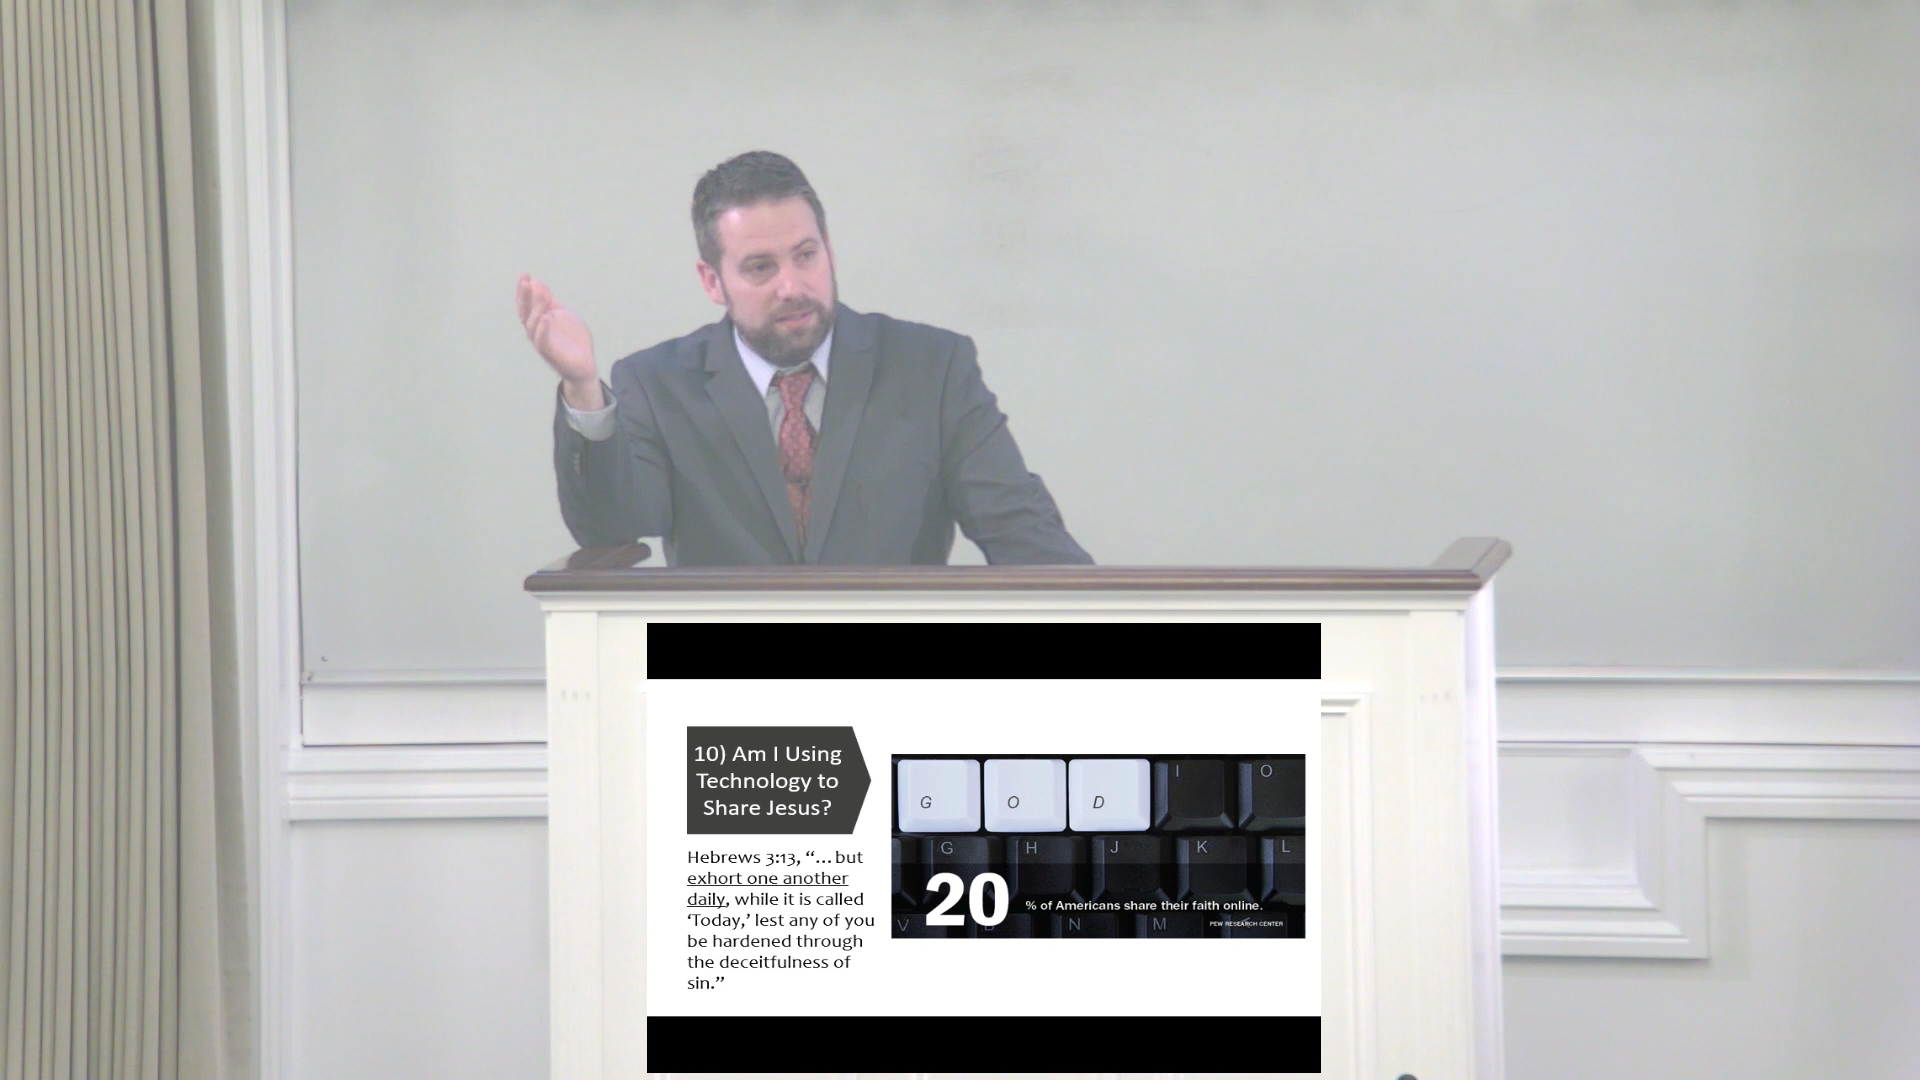 10) Am I Using
Technology to
Share Jesus?
Hebrews 3:13, “…but
exhort one another
daily, while it is called
‘Today,’ lest any of you
be hardened through
the deceitfulness of
sin.”
G O D I O
G H J K L
20 % of Americans share their faith online.
V B N M PEW RESEARCH CENTER